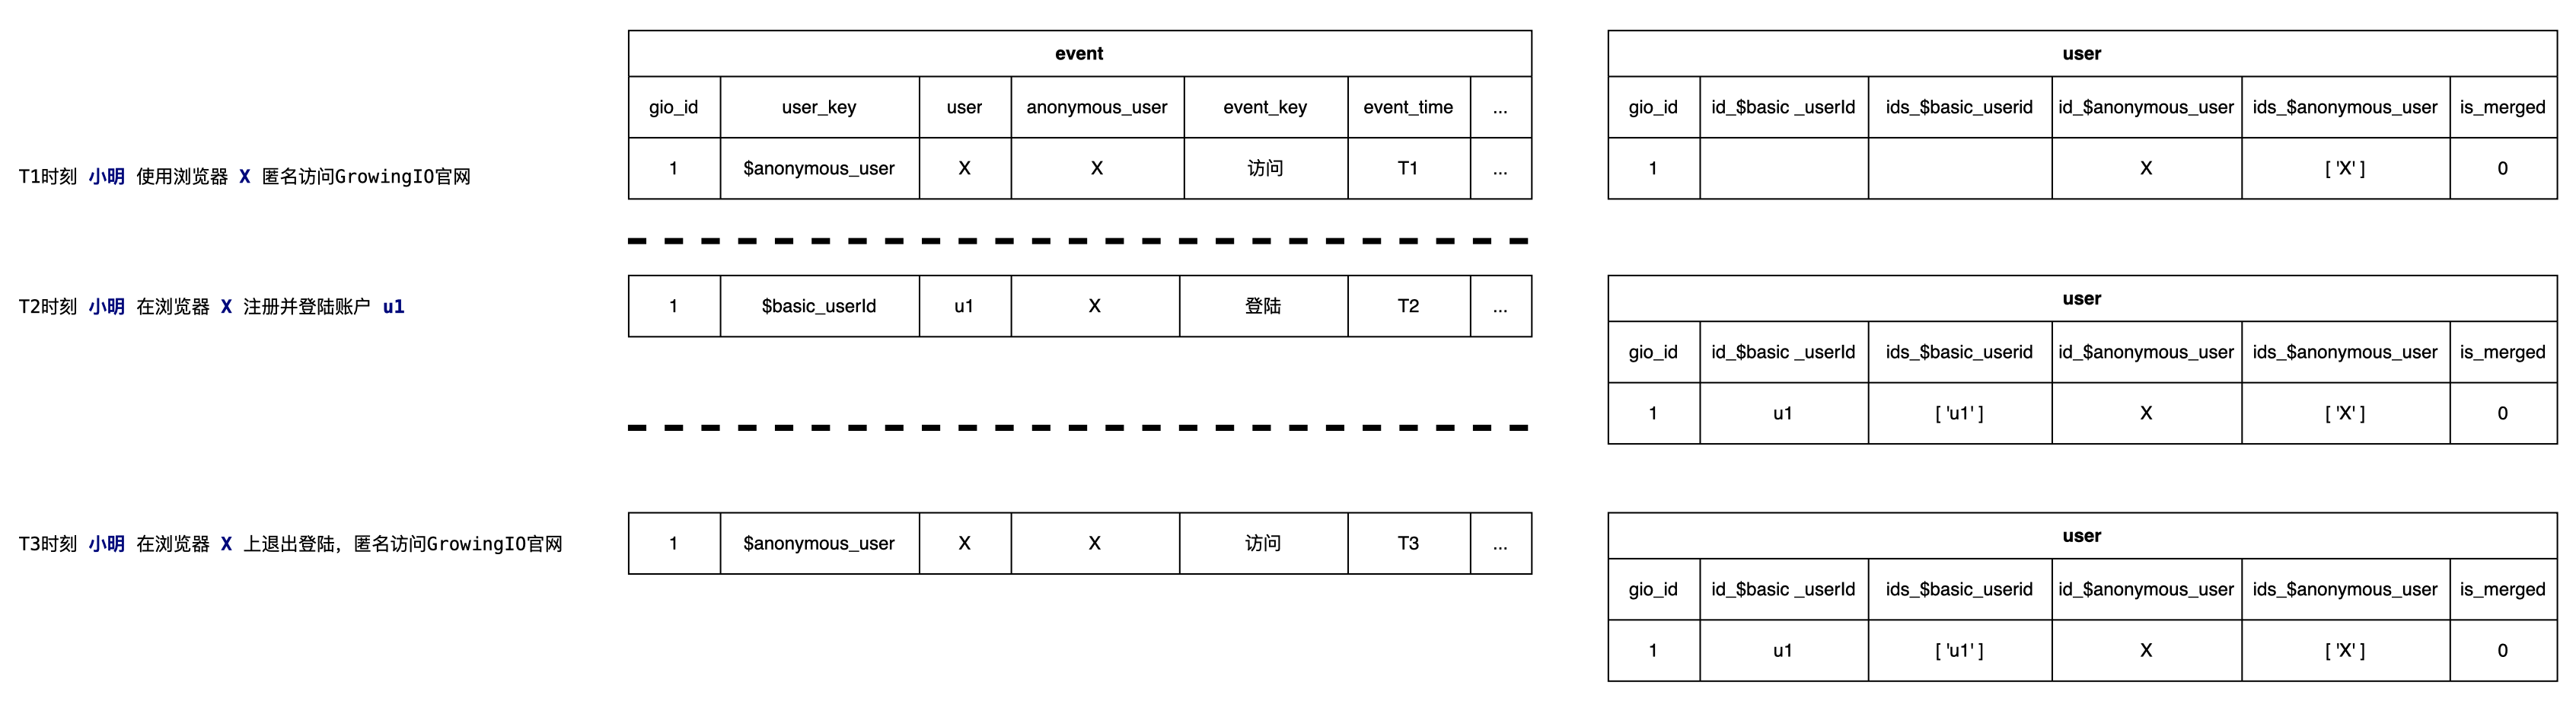 event
gio_id user_key user anonymous_user event_key event_time ...
T1时刻 小明 使用浏览器 X 匿名访问GrowingIO官网
1 $anonymous_user X X 访问 T1 ...
user
gio_id id_$basic _userId ids_$basic_userid id_$anonymous_user ids_$anonymous_user is_merged
1 X [ 'X' ] 0
T2时刻 小明 在浏览器 X 注册并登陆账户 u1
1 $basic_userId u1 X 登陆 T2 ...
user
gio_id id_$basic _userId ids_$basic_userid id_$anonymous_user ids_$anonymous_user is_merged
1 u1 [ 'u1' ] X [ 'X' ] 0
T3时刻 小明 在浏览器 X 上退出登陆，匿名访问GrowingIO官网
1 $anonymous_user X X 访问 T3 ...
user
gio_id id_$basic _userId ids_$basic_userid id_$anonymous_user ids_$anonymous_user is_merged
1 u1 [ 'u1' ] X [ 'X' ] 0